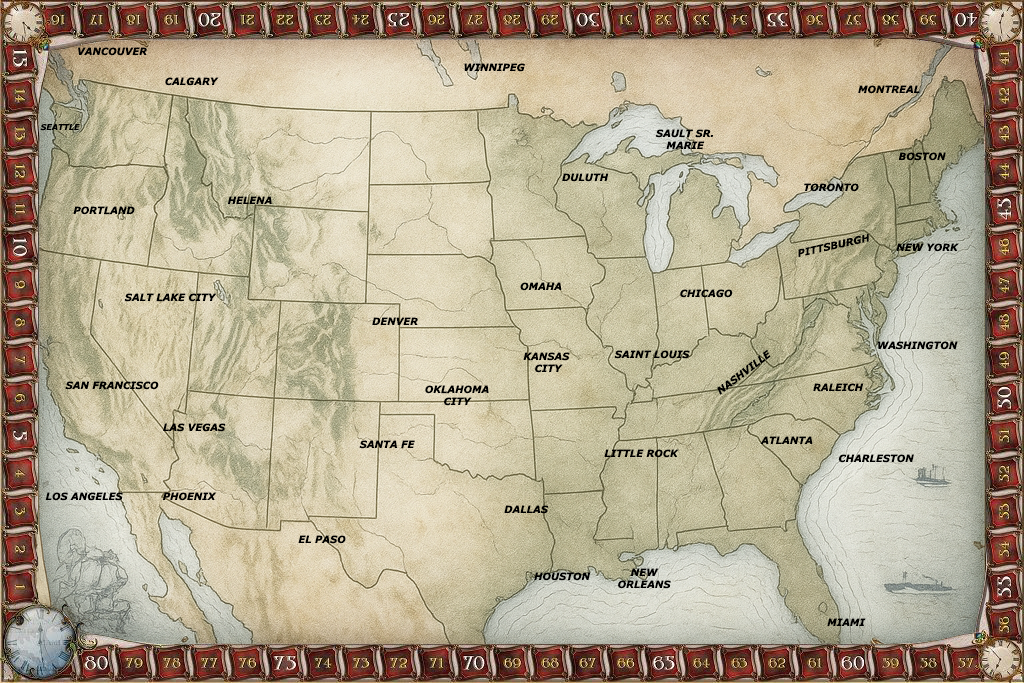 16 17 18 19 20 21 22 23 24 25 26 27 28 29 30 31 32 33 34 35 36 37 38 39 40
15
14
13
12
11
10
9
8
7
6
5
4
3
2
1
VANCOUVER
CALGARY
WINNIPEG
MONTREAL
SEATTLE
SAULT SR.
MARIE
BOSTON
DULUTH
TORONTO
HELENA
PORTLAND
PITTSBURGH
NEW YORK
OMAHA
CHICAGO
SALT LAKE CITY
DENVER
WASHINGTON
KANSAS
CITY
SAINT LOUIS
NASHVILLE
SAN FRANCISCO
RALEICH
OKLAHOMA
CITY
LAS VEGAS
SANTA FE
ATLANTA
LITTLE ROCK
CHARLESTON
LOS ANGELES
PHOENIX
DALLAS
EL PASO
HOUSTON
NEW
ORLEANS
MIAMI
41
42
43
44
45
46
47
48
49
50
51
52
53
54
55
56
80 79 78 77 76 75 74 73 72 71 70 69 68 67 66 65 64 63 62 61 60 59 58 57